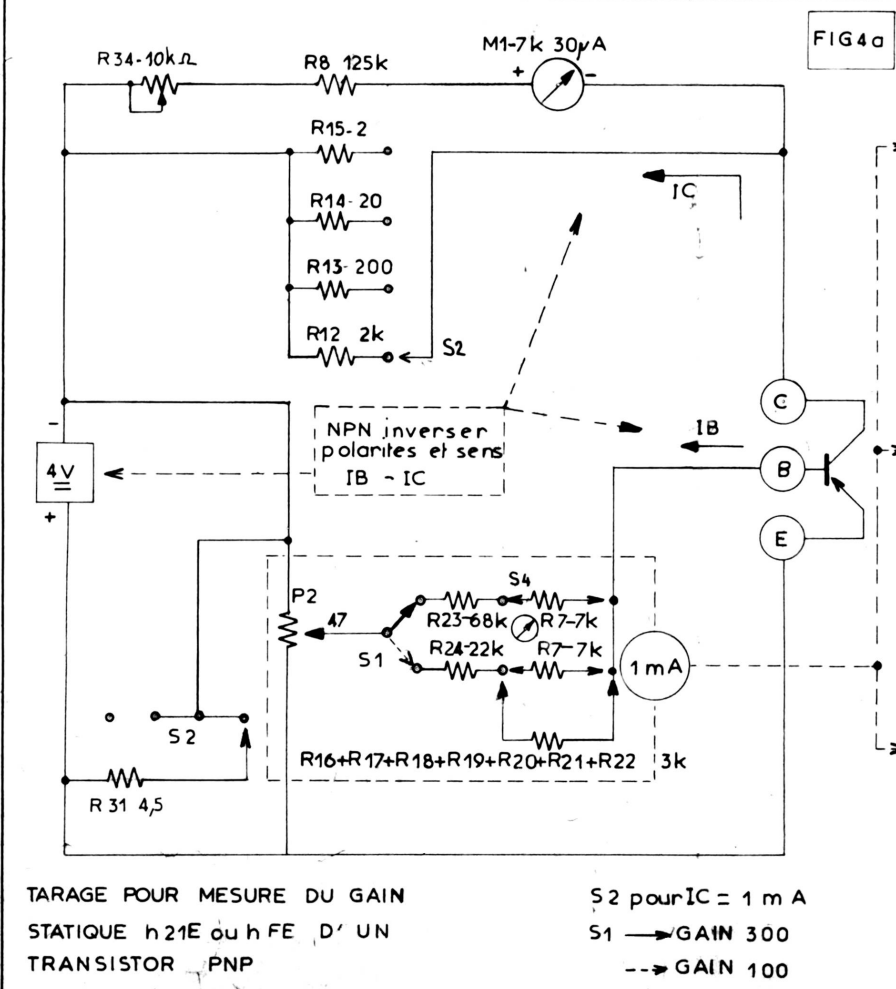 FIG4a
R34-10kΩ
R8 125k
M1-7k 30µA
+ -
R15-2
R14-20
R13-200
R12 2k
S2
IC
C
IB
B
E
NPN inverser
polarites et sens
IB - IC
-
4V
+
P2
47
S1
S4
R23-68k
R7-7k
R24-22k
R7-7k
1mA
S2
R31 4,5
R16+R17+R18+R19+R20+R21+R22
3k
TARAGE POUR MESURE DU GAIN
STATIQUE h21E ou hFE D' UN
TRANSISTOR PNP
S2 pour IC = 1 mA
S1 → GAIN 300
--→ GAIN 100